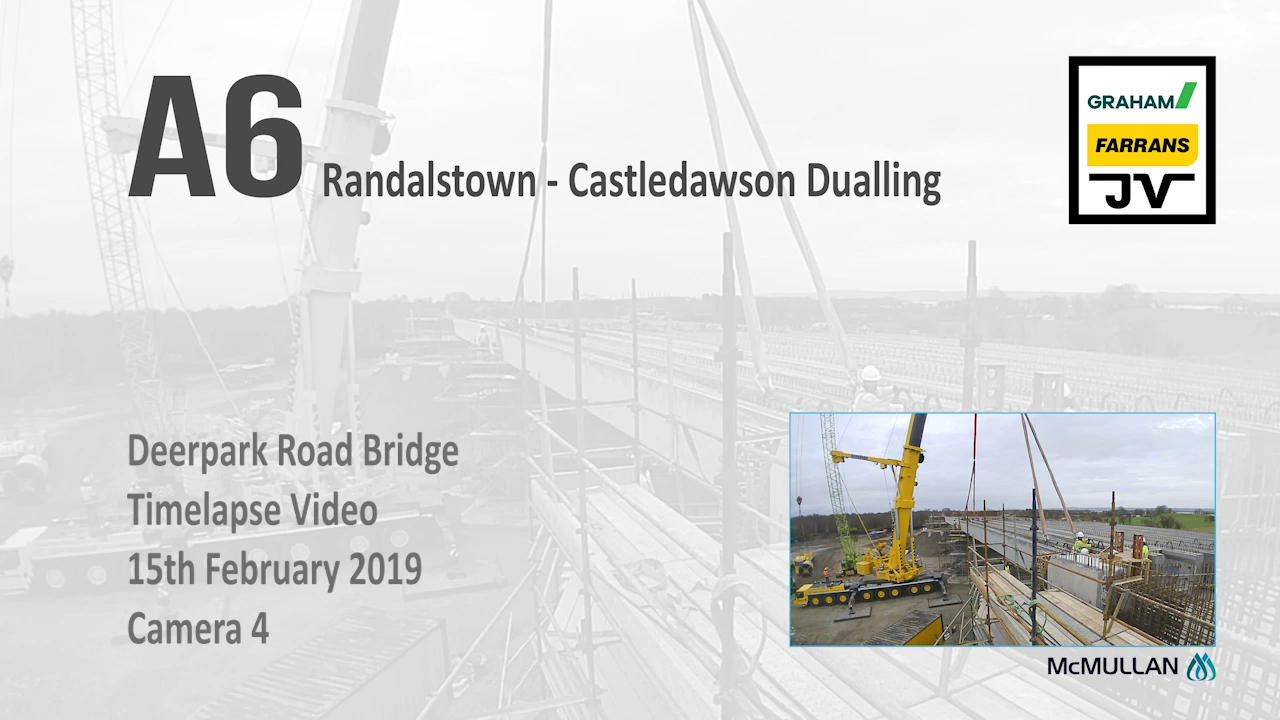 A6 Randalstown - Castledawson Dualling
GRAHAM
FARRANS
JV
Deerpark Road Bridge
Timelapse Video
15th February 2019
Camera 4
McMULLAN